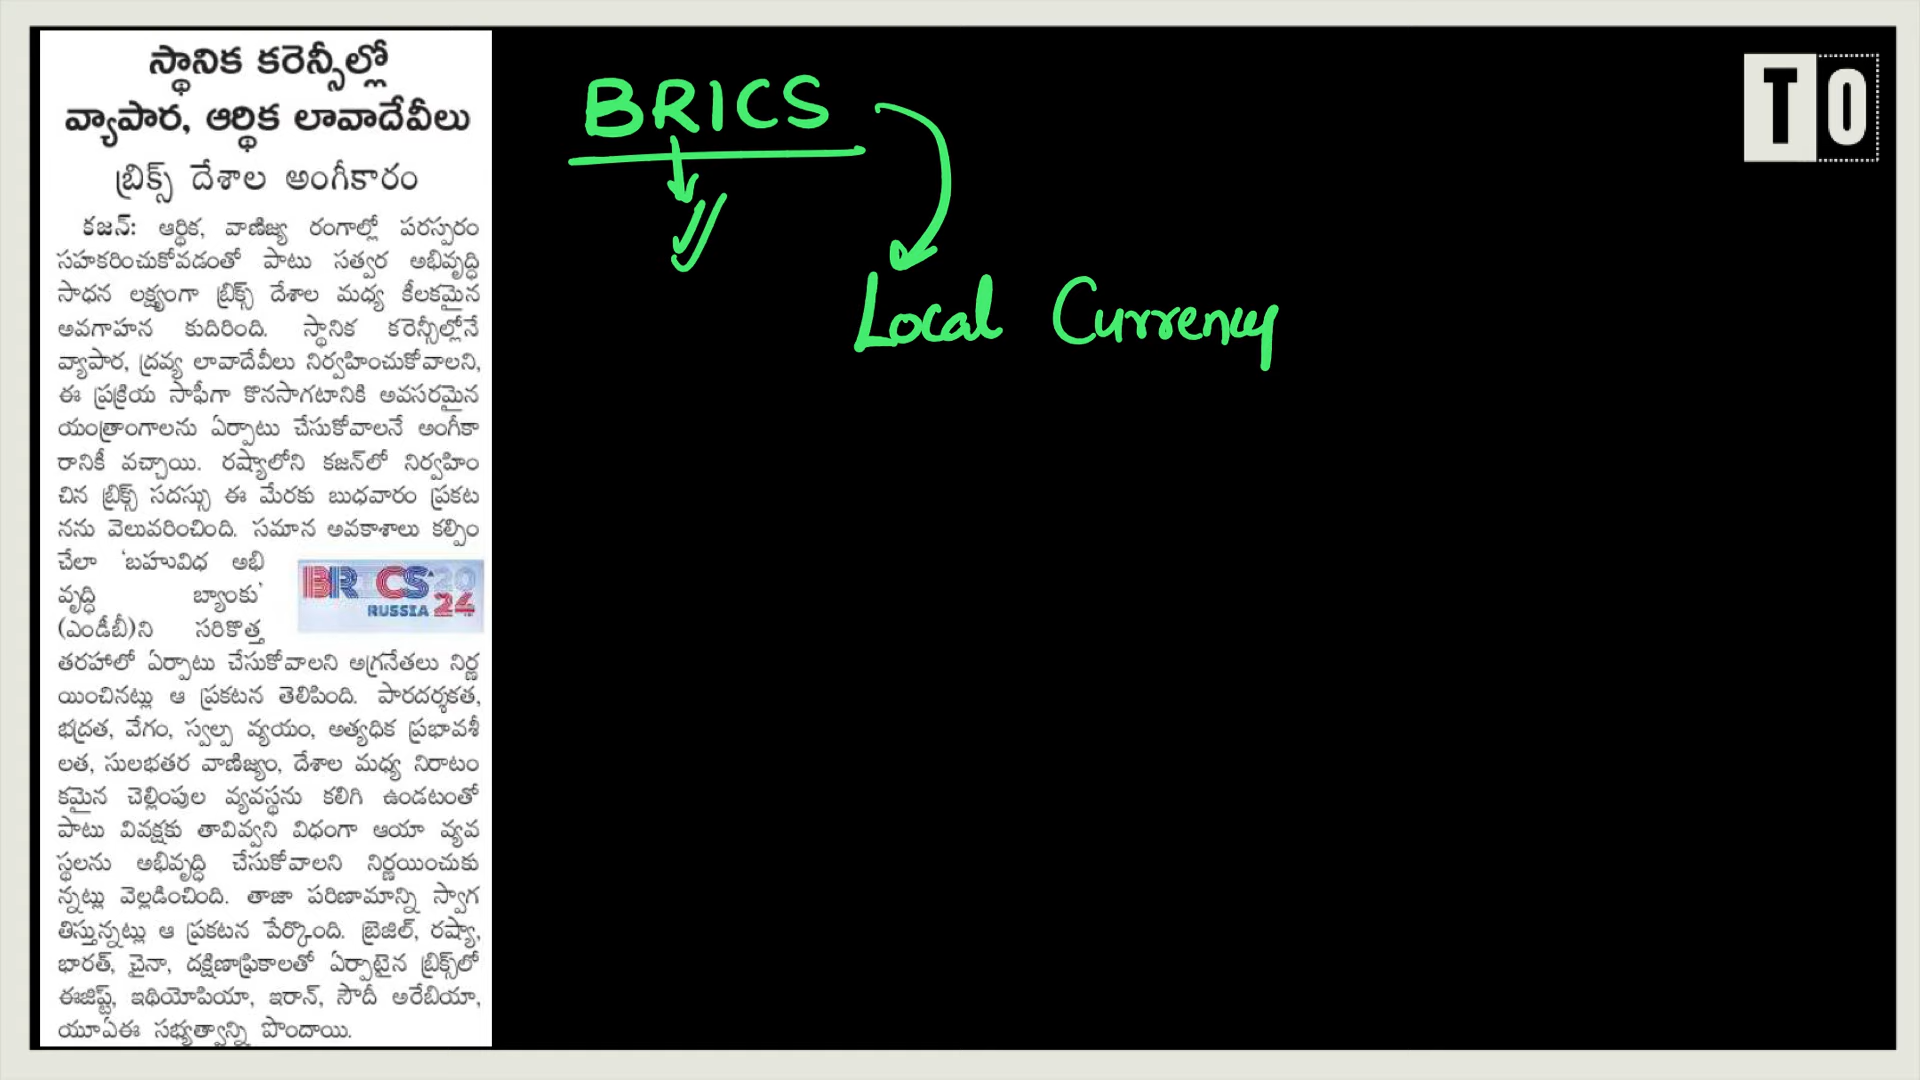 స్థానిక కరెన్సీల్లో
వ్యాపార, ఆర్థిక లావాదేవీలు
బ్రిక్స్ దేశాల అంగీకారం
కజన్: ఆర్థిక, వాణిజ్య రంగాల్లో పరస్పరం
సహకరించుకోవడంతో పాటు సత్వర అభివృద్ధి
సాధన లక్ష్యంగా బ్రిక్స్ దేశాల మధ్య కీలకమైన
అవగాహన కుదిరింది. స్థానిక కరెన్సీల్లోనే
వ్యాపార, ద్రవ్య లావాదేవీలు నిర్వహించుకోవాలని,
ఈ ప్రక్రియ సాఫీగా కొనసాగటానికి అవసరమైన
యంత్రాంగాలను ఏర్పాటు చేసుకోవాలనే అంగీకా
రానికీ వచ్చాయి. రష్యాలోని కజన్‌లో నిర్వహిం
చిన బ్రిక్స్ సదస్సు ఈ మేరకు బుధవారం ప్రకట
నను వెలువరించింది. సమాన అవకాశాలు కల్పిం
చేలా 'బహువిధ అభి
వృద్ధి బ్యాంకు'
(ఎండీబీ)ని సరికొత్త
తరహాలో ఏర్పాటు చేసుకోవాలని అగ్రనేతలు నిర్ణ
యించినట్లు ఆ ప్రకటన తెలిపింది. పారదర్శకత,
భద్రత, వేగం, స్వల్ప వ్యయం, అత్యధిక ప్రభావశీ
లత, సులభతర వాణిజ్యం, దేశాల మధ్య నిరాటం
కమైన చెల్లింపుల వ్యవస్థను కలిగి ఉండటంతో
పాటు వివక్షకు తావివ్వని విధంగా ఆయా వ్యవ
స్థలను అభివృద్ధి చేసుకోవాలని నిర్ణయించుకు
న్నట్లు వెల్లడించింది. తాజా పరిణామాన్ని స్వాగ
తిస్తున్నట్లు ఆ ప్రకటన పేర్కొంది. బ్రెజిల్, రష్యా,
భారత్, చైనా, దక్షిణాఫ్రికాలతో ఏర్పాటైన బ్రిక్స్‌లో
ఈజిప్ట్, ఇథియోపియా, ఇరాన్, సౌదీ అరేబియా,
యూఏఈ సభ్యత్వాన్ని పొందాయి.
BRICS 20
RUSSIA 24
BRICS
Local Currency
TO